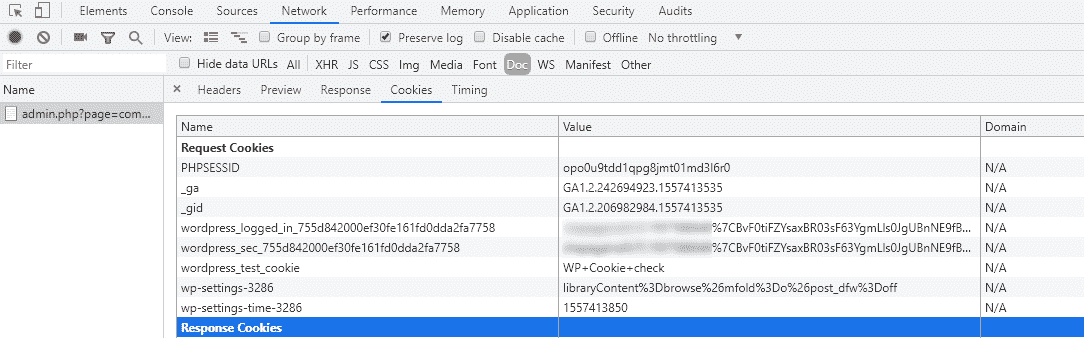 Elements Console Sources Network Performance Memory Application Security Audits
View: Group by frame Preserve log Disable cache Offline No throttling
Filter Hide data URLs All XHR JS CSS Img Media Font Doc WS Manifest Other
Name × Headers Preview Response Cookies Timing
admin.php?page=com...
Name Value Domain
Request Cookies
PHPSESSID opo0u9tdd1qpg8jmt01md3l6r0 N/A
_ga GA1.2.242694923.1557413535 N/A
_gid GA1.2.206982984.1557413535 N/A
wordpress_logged_in_755d842000ef30fe161fd0dda2fa7758 %7CBvF0tiFZYsaxBR03sF63YgmLls0JgUBnNE9fB... N/A
wordpress_sec_755d842000ef30fe161fd0dda2fa7758 %7CBvF0tiFZYsaxBR03sF63YgmLls0JgUBnNE9fB... N/A
wordpress_test_cookie WP+Cookie+check N/A
wp-settings-3286 libraryContent%3Dbrowse%26mfold%3Do%26post_dfw%3Doff N/A
wp-settings-time-3286 1557413850 N/A
Response Cookies